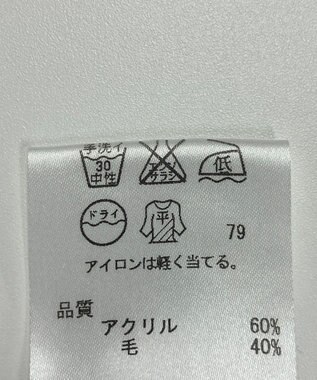 手洗イ
30
中性
エンソ
サラシ
低
ドライ
平
79
アイロンは軽く当てる。
品質
アクリル 60%
毛 40%